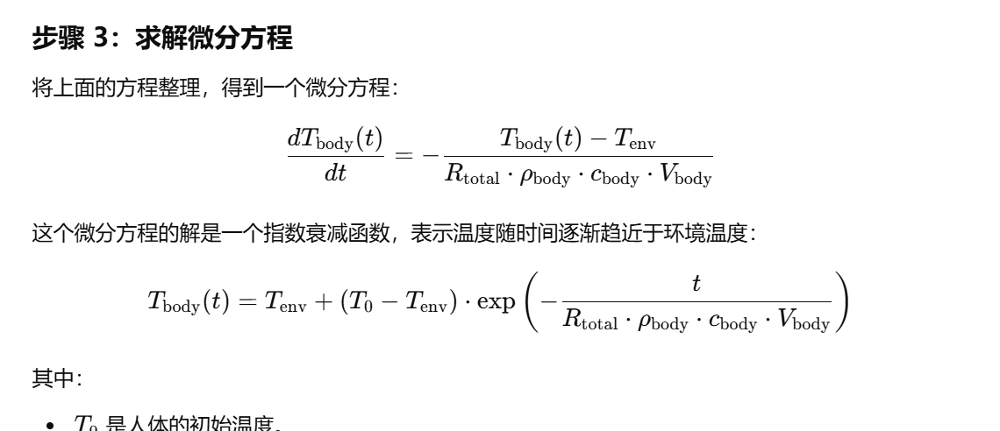 步骤 3：求解微分方程
将上面的方程整理，得到一个微分方程：
$$\frac{dT_{\text{body}}(t)}{dt} = -\frac{T_{\text{body}}(t) - T_{\text{env}}}{R_{\text{total}} \cdot \rho_{\text{body}} \cdot c_{\text{body}} \cdot V_{\text{body}}}$$
这个微分方程的解是一个指数衰减函数，表示温度随时间逐渐趋近于环境温度：
$$T_{\text{body}}(t) = T_{\text{env}} + (T_0 - T_{\text{env}}) \cdot \exp\left(-\frac{t}{R_{\text{total}} \cdot \rho_{\text{body}} \cdot c_{\text{body}} \cdot V_{\text{body}}}\right)$$
其中：
• $T_0$ 是人体的初始温度。